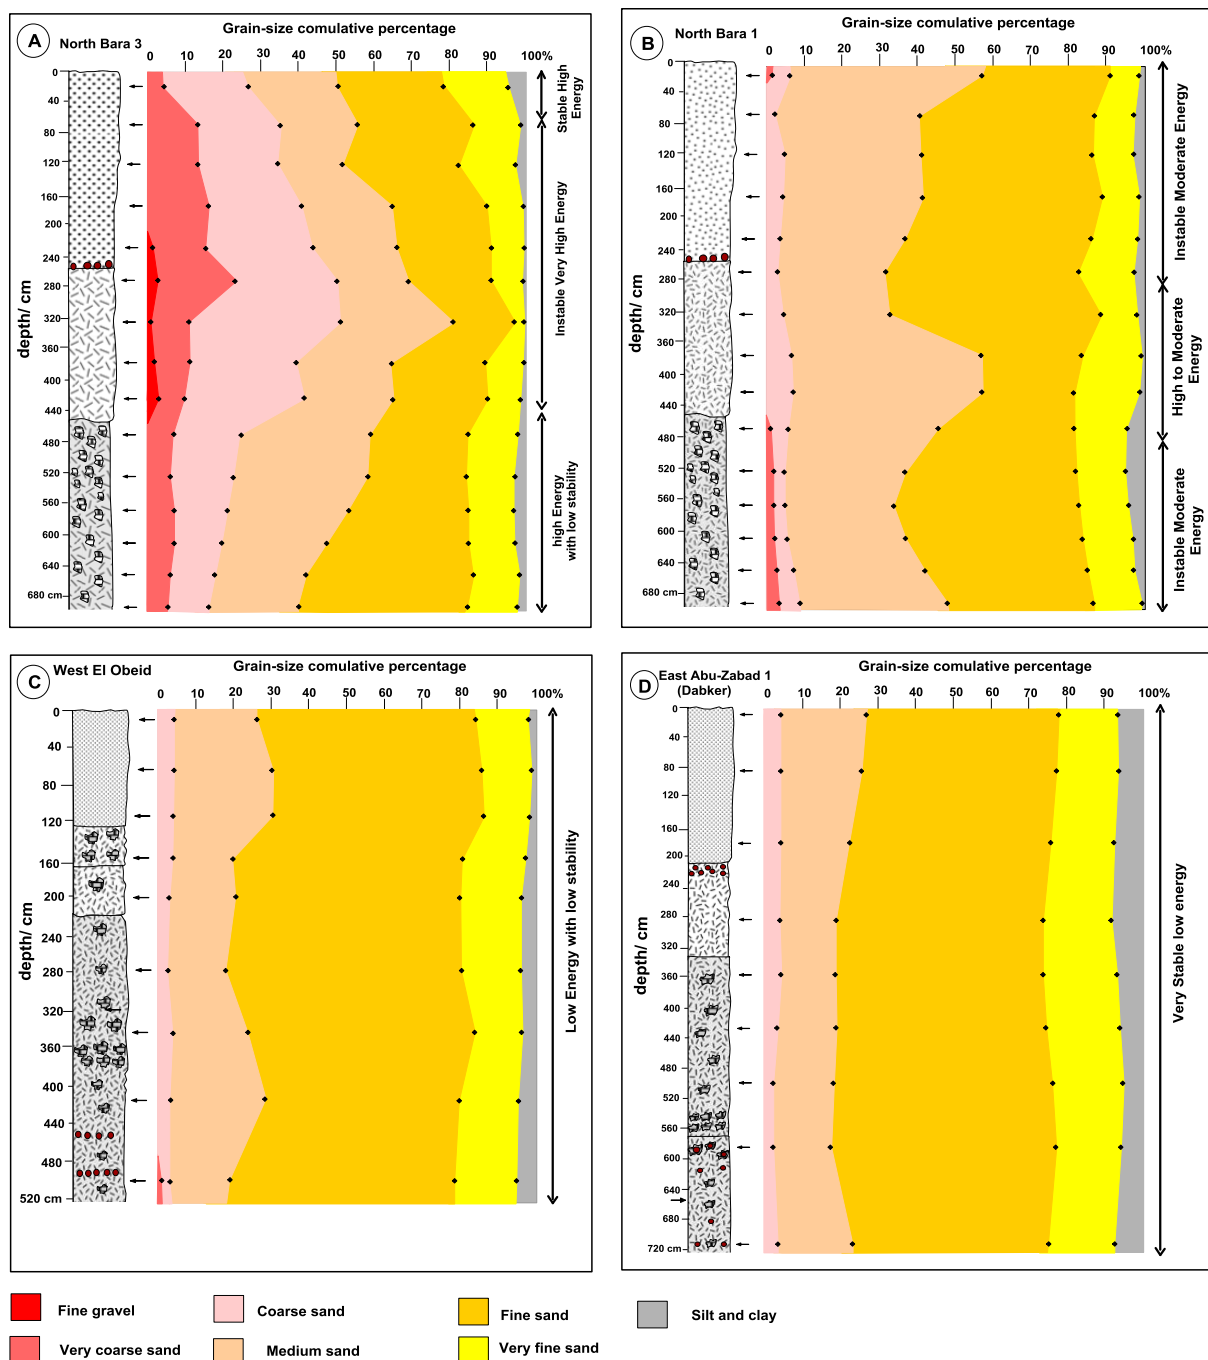 A
North Bara 3
Grain-size comulative percentage
0 10 20 30 40 50 60 70 80 90 100%
depth/ cm
0
40
80
120
160
200
240
280
320
360
400
440
480
520
560
600
640
680 cm
Stable High
Energy
Instable Very High Energy
high Energy
with low stability
B
North Bara 1
Grain-size comulative percentage
0 10 20 30 40 50 60 70 80 90 100%
depth/ cm
0
40
80
120
160
200
240
280
320
360
400
440
480
520
560
600
640
680 cm
Instable Moderate Energy
High to Moderate
Energy
Instable Moderate
Energy
C
West El Obeid
Grain-size comulative percentage
0 10 20 30 40 50 60 70 80 90 100%
depth/ cm
0
40
80
120
160
200
240
280
320
360
400
440
480
520 cm
Low Energy with low stability
D
East Abu-Zabad 1
(Dabker)
Grain-size comulative percentage
0 10 20 30 40 50 60 70 80 90 100%
depth/ cm
0
40
80
120
160
200
240
280
320
360
400
480
520
560
600
640
680
720 cm
Very Stable low energy
Fine gravel
Coarse sand
Fine sand
Silt and clay
Very coarse sand
Medium sand
Very fine sand